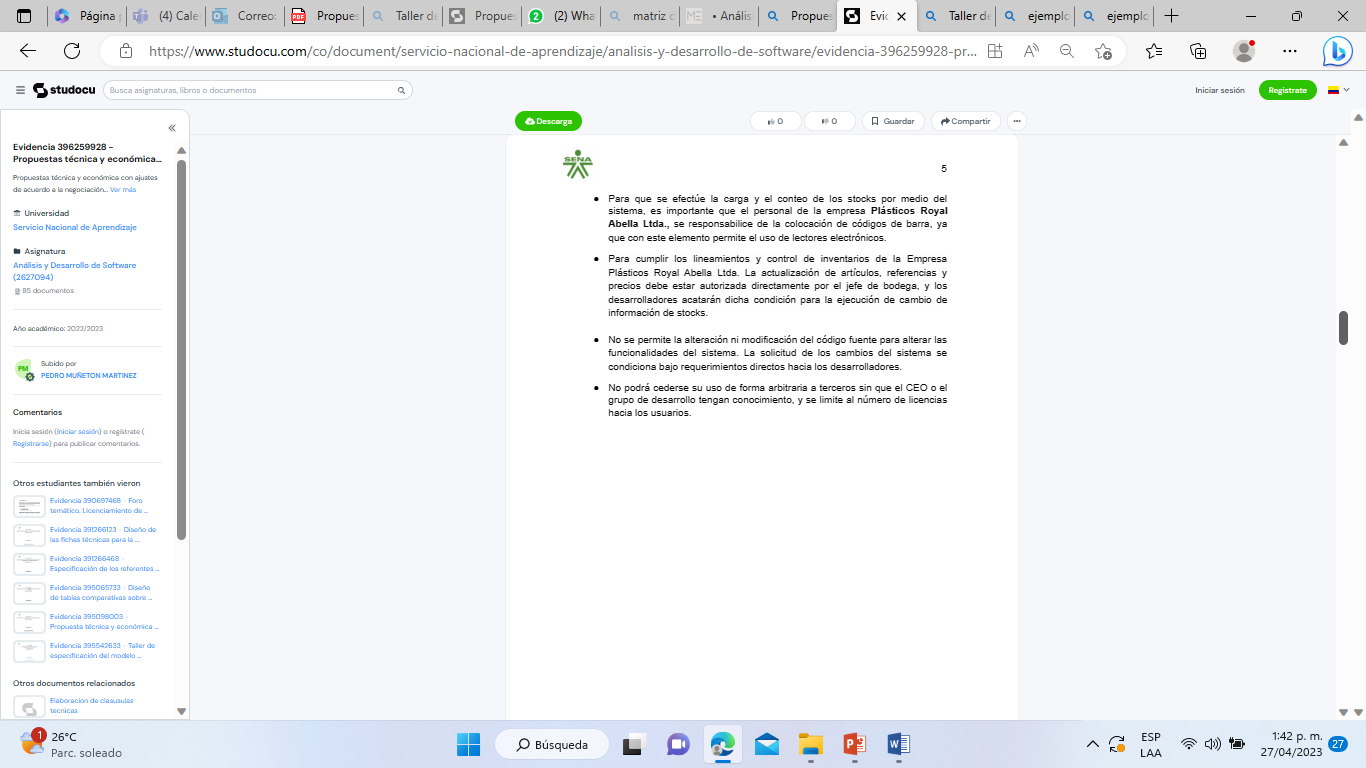 Página p
(4) Cale
Correo:
Propues
Taller de
Propues
(2) Wha
matriz d
• Anális
Propues
Evic
Taller de
ejemplo
ejemplo
https://www.studocu.com/co/document/servicio-nacional-de-aprendizaje/analisis-y-desarrollo-de-software/evidencia-396259928-pr...
studocu
Busca asignaturas, libros o documentos
Iniciar sesión
Regístrate
Descarga
0
0
Guardar
Compartir
Evidencia 396259928 -
Propuestas técnica y económica...
Propuestas técnica y económica con ajustes
de acuerdo a la negociación... Ver más
Universidad
Servicio Nacional de Aprendizaje
Asignatura
Análisis y Desarrollo de Software
(2627094)
85 documentos
Año académico: 2022/2023
PM
Subido por
PEDRO MUÑETON MARTINEZ
Comentarios
Inicia sesión (Iniciar sesión) o regístrate (
Registrarse) para publicar comentarios.
Otros estudiantes también vieron
Evidencia 390697468 - Foro
temático. Licenciamiento de ...
Evidencia 391266123 - Diseño de
las fichas técnicas para la ...
Evidencia 391266468 -
Especificación de los referentes ...
Evidencia 395065733 - Diseño
de tablas comparativas sobre ...
Evidencia 395098003 -
Propuesta técnica y económica ...
Evidencia 395542633 - Taller de
especificación del modelo ...
Otros documentos relacionados
Elaboracion de clasusulas
tecnicas
SENA
5
• Para que se efectúe la carga y el conteo de los stocks por medio del
sistema, es importante que el personal de la empresa Plásticos Royal
Abella Ltda., se responsabilice de la colocación de códigos de barra, ya
que con este elemento permite el uso de lectores electrónicos.
• Para cumplir los lineamientos y control de inventarios de la Empresa
Plásticos Royal Abella Ltda. La actualización de artículos, referencias y
precios debe estar autorizada directamente por el jefe de bodega, y los
desarrolladores acatarán dicha condición para la ejecución de cambio de
información de stocks.
• No se permite la alteración ni modificación del código fuente para alterar las
funcionalidades del sistema. La solicitud de los cambios del sistema se
condiciona bajo requerimientos directos hacia los desarrolladores.
• No podrá cederse su uso de forma arbitraria a terceros sin que el CEO o el
grupo de desarrollo tengan conocimiento, y se limite al número de licencias
hacia los usuarios.
1
26°C
Parc. soleado
Búsqueda
ESP
LAA
1:42 p. m.
27/04/2023
27